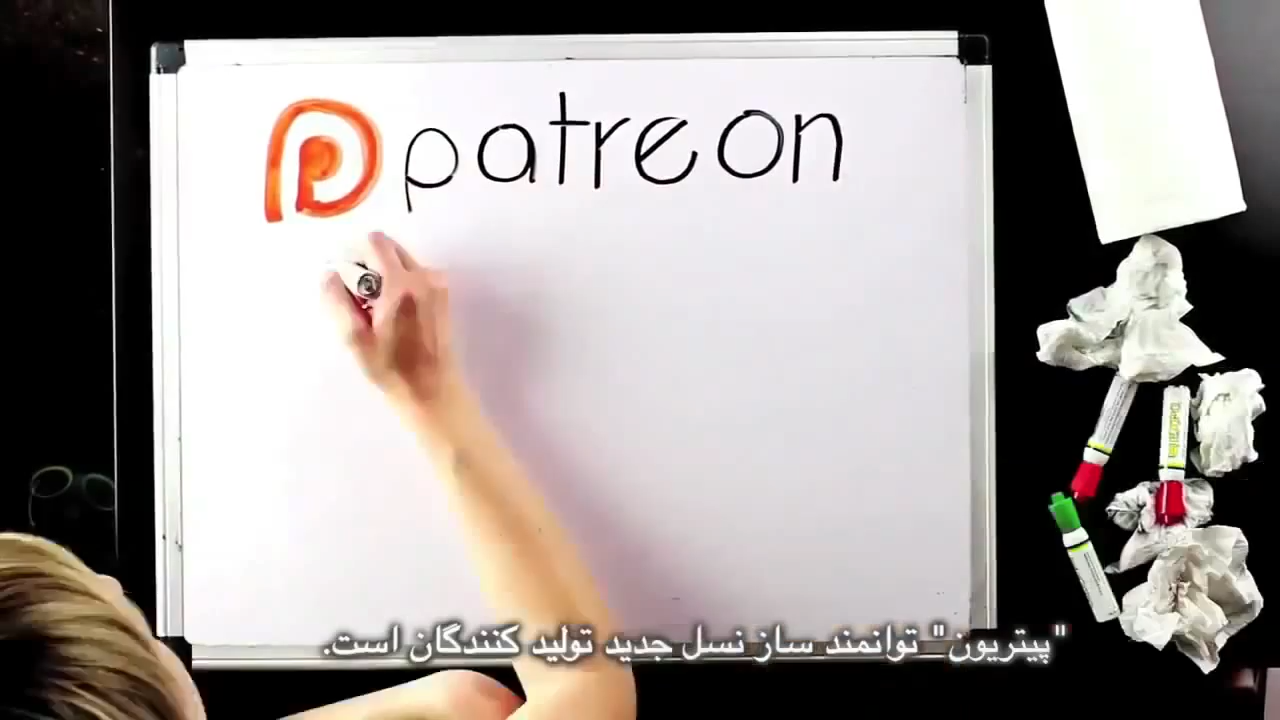 patreon
"پیتریون" توانمند ساز نسل جدید تولید کنندگان است.